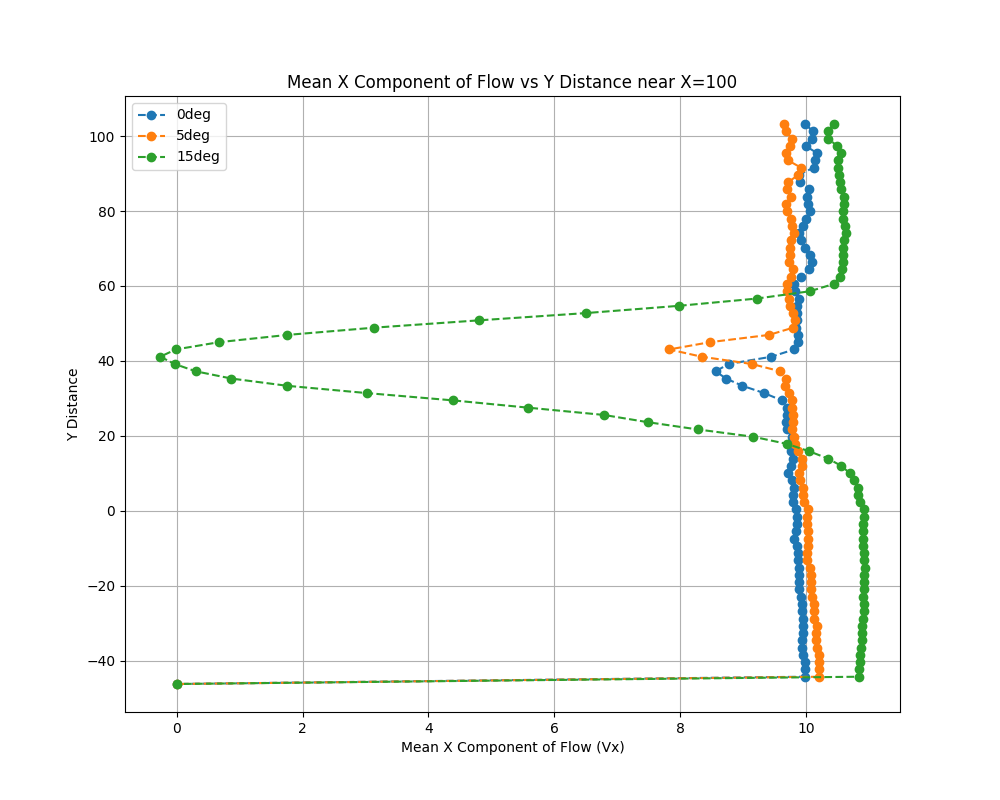 Mean X Component of Flow vs Y Distance near X=100
0deg
5deg
15deg
Y Distance
100
80
60
40
20
0
−20
−40
0 2 4 6 8 10
Mean X Component of Flow (Vx)